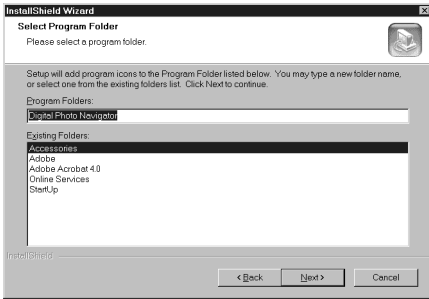 InstallShield Wizard
Select Program Folder
Please select a program folder.
Setup will add program icons to the Program Folder listed below. You may type a new folder name,
or select one from the existing folders list. Click Next to continue.
Program Folders:
Digital Photo Navigator
Existing Folders:
Accessories
Adobe
Adobe Acrobat 4.0
Online Services
StartUp
InstallShield
< Back
Next >
Cancel